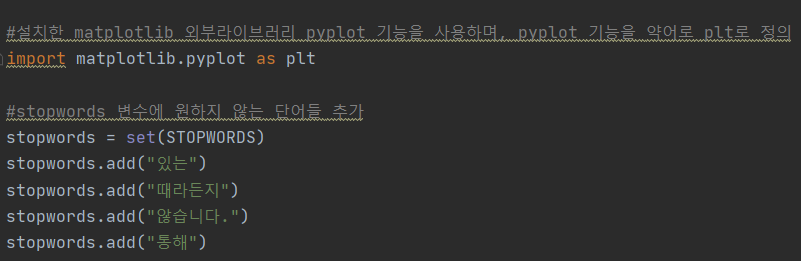 #설치한 matplotlib 외부라이브러리 pyplot 기능을 사용하며, pyplot 기능을 약어로 plt로 정의
import matplotlib.pyplot as plt
#stopwords 변수에 원하지 않는 단어들 추가
stopwords = set(STOPWORDS)
stopwords.add("있는")
stopwords.add("때라든지")
stopwords.add("않습니다.")
stopwords.add("통해")